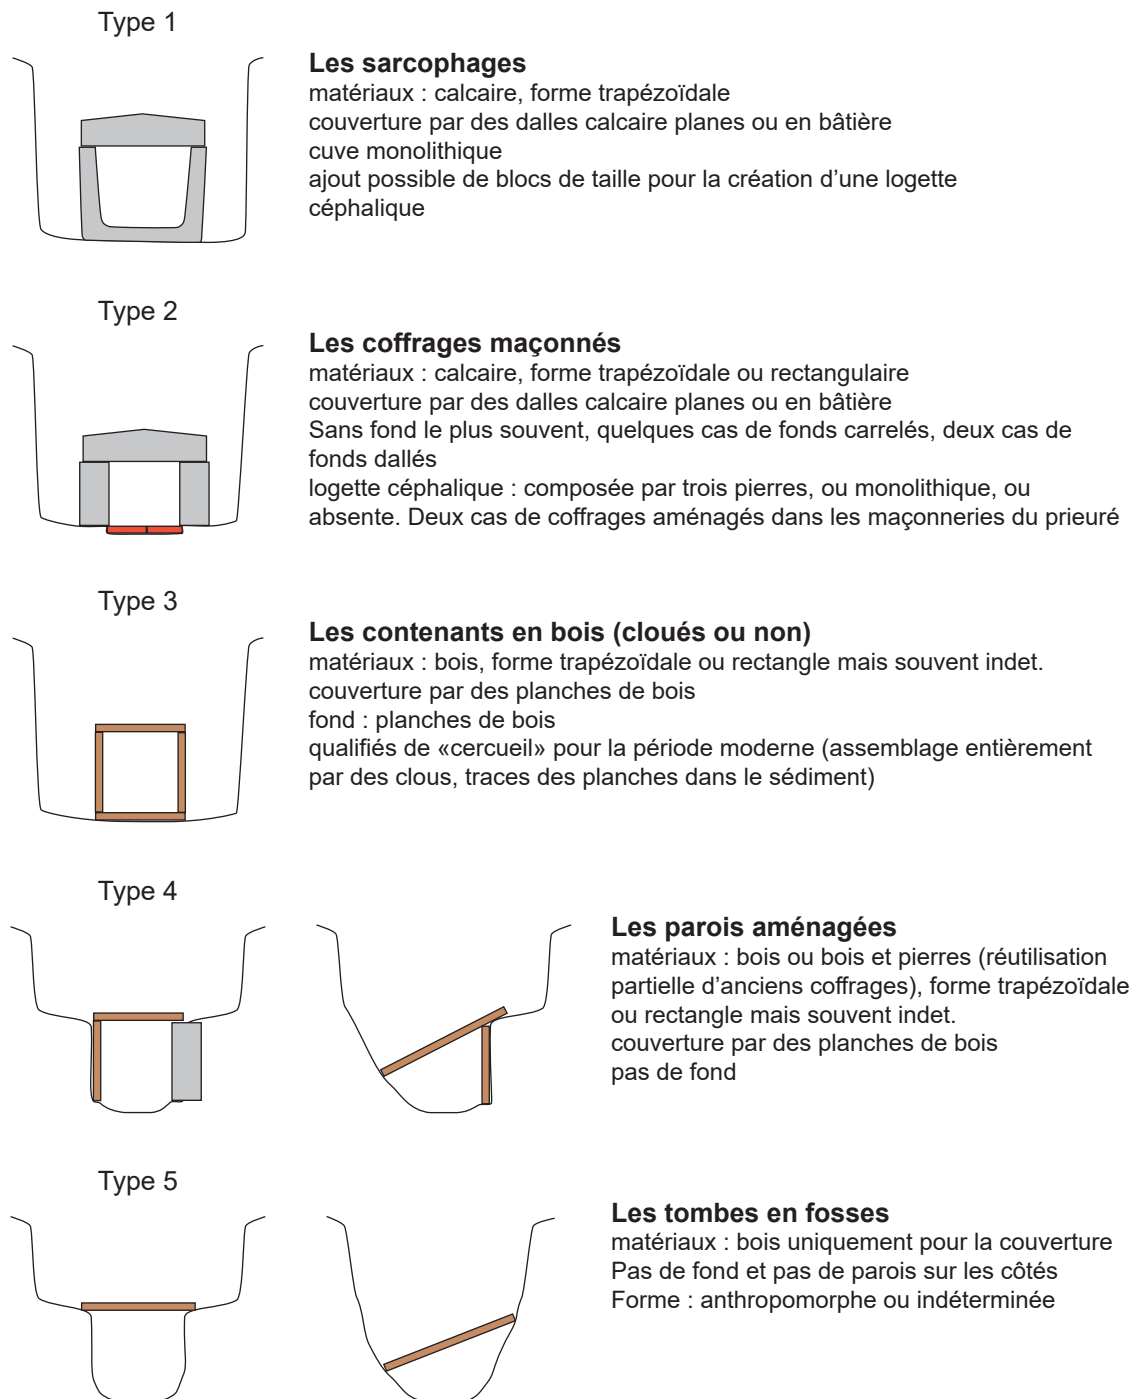 Type 1
Les sarcophages
matériaux : calcaire, forme trapézoïdale
couverture par des dalles calcaire planes ou en bâtière
cuve monolithique
ajout possible de blocs de taille pour la création d’une logette
céphalique
Type 2
Les coffrages maçonnés
matériaux : calcaire, forme trapézoïdale ou rectangulaire
couverture par des dalles calcaire planes ou en bâtière
Sans fond le plus souvent, quelques cas de fonds carrelés, deux cas de
fonds dallés
logette céphalique : composée par trois pierres, ou monolithique, ou
absente. Deux cas de coffrages aménagés dans les maçonneries du prieuré
Type 3
Les contenants en bois (cloués ou non)
matériaux : bois, forme trapézoïdale ou rectangle mais souvent indet.
couverture par des planches de bois
fond : planches de bois
qualifiés de «cercueil» pour la période moderne (assemblage entièrement
par des clous, traces des planches dans le sédiment)
Type 4
Les parois aménagées
matériaux : bois ou bois et pierres (réutilisation
partielle d’anciens coffrages), forme trapézoïdale
ou rectangle mais souvent indet.
couverture par des planches de bois
pas de fond
Type 5
Les tombes en fosses
matériaux : bois uniquement pour la couverture
Pas de fond et pas de parois sur les côtés
Forme : anthropomorphe ou indéterminée